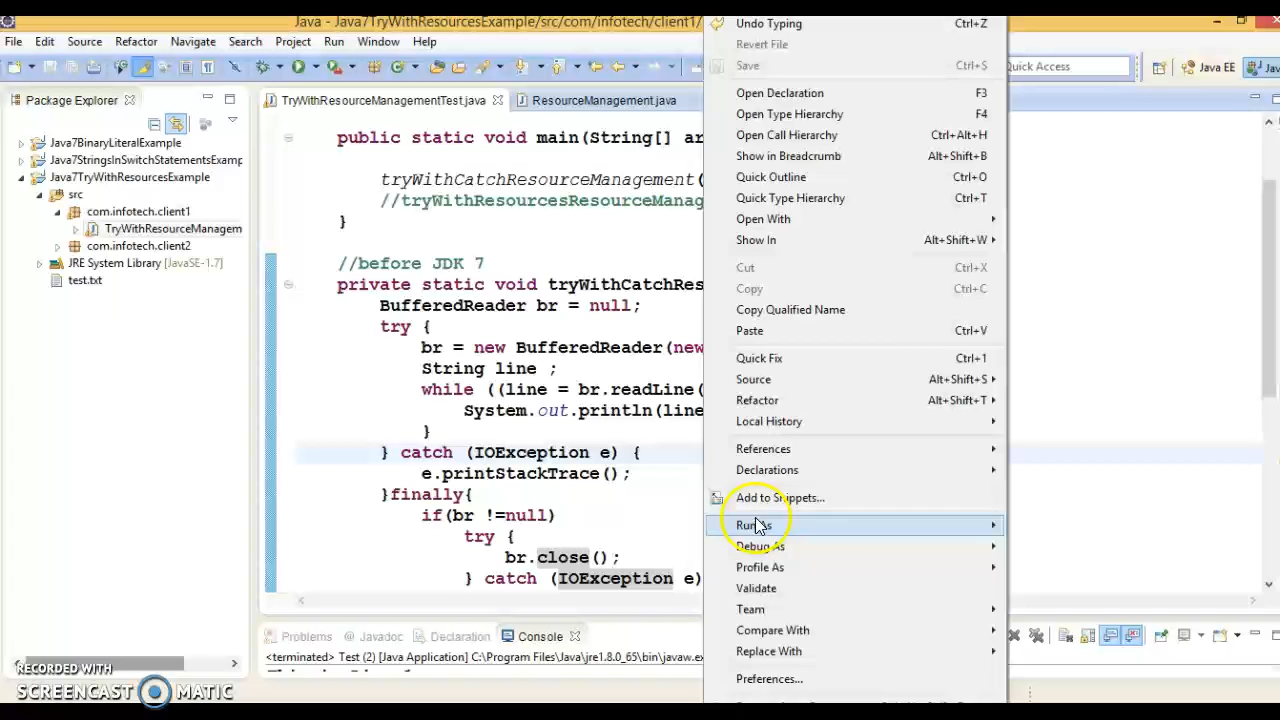 Java - Java7TryWithResourcesExample/src/com/infotech/client1/
File Edit Source Refactor Navigate Search Project Run Window Help
Quick Access
Java EE
Jav
Package Explorer
Java7BinaryLiteralExample
Java7StringsInSwitchStatementsExamp
Java7TryWithResourcesExample
src
com.infotech.client1
TryWithResourceManagem
com.infotech.client2
JRE System Library [JavaSE-1.7]
test.txt
TryWithResourceManagementTest.java
ResourceManagement.java
public static void main(String[] ar
tryWithCatchResourceManagement(
//tryWithResourcesResourceManag
}
//before JDK 7
private static void tryWithCatchRes
BufferedReader br = null;
try {
br = new BufferedReader(new
String line ;
while ((line = br.readLine(
System.out.println(line
}
} catch (IOException e) {
e.printStackTrace();
}finally{
if(br !=null)
try {
br.close();
} catch (IOException e)
Problems @ Javadoc Declaration Console
<terminated> Test (2) [Java Application] C:\Program Files\Java\jre1.8.0_65\bin\javaw.ex
Undo Typing Ctrl+Z
Revert File
Save Ctrl+S
Open Declaration F3
Open Type Hierarchy F4
Open Call Hierarchy Ctrl+Alt+H
Show in Breadcrumb Alt+Shift+B
Quick Outline Ctrl+O
Quick Type Hierarchy Ctrl+T
Open With
Show In Alt+Shift+W
Cut Ctrl+X
Copy Ctrl+C
Copy Qualified Name
Paste Ctrl+V
Quick Fix Ctrl+1
Source Alt+Shift+S
Refactor Alt+Shift+T
Local History
References
Declarations
Add to Snippets...
Run As
Debug As
Profile As
Validate
Team
Compare With
Replace With
Preferences...
RECORDED WITH
SCREENCAST MATIC